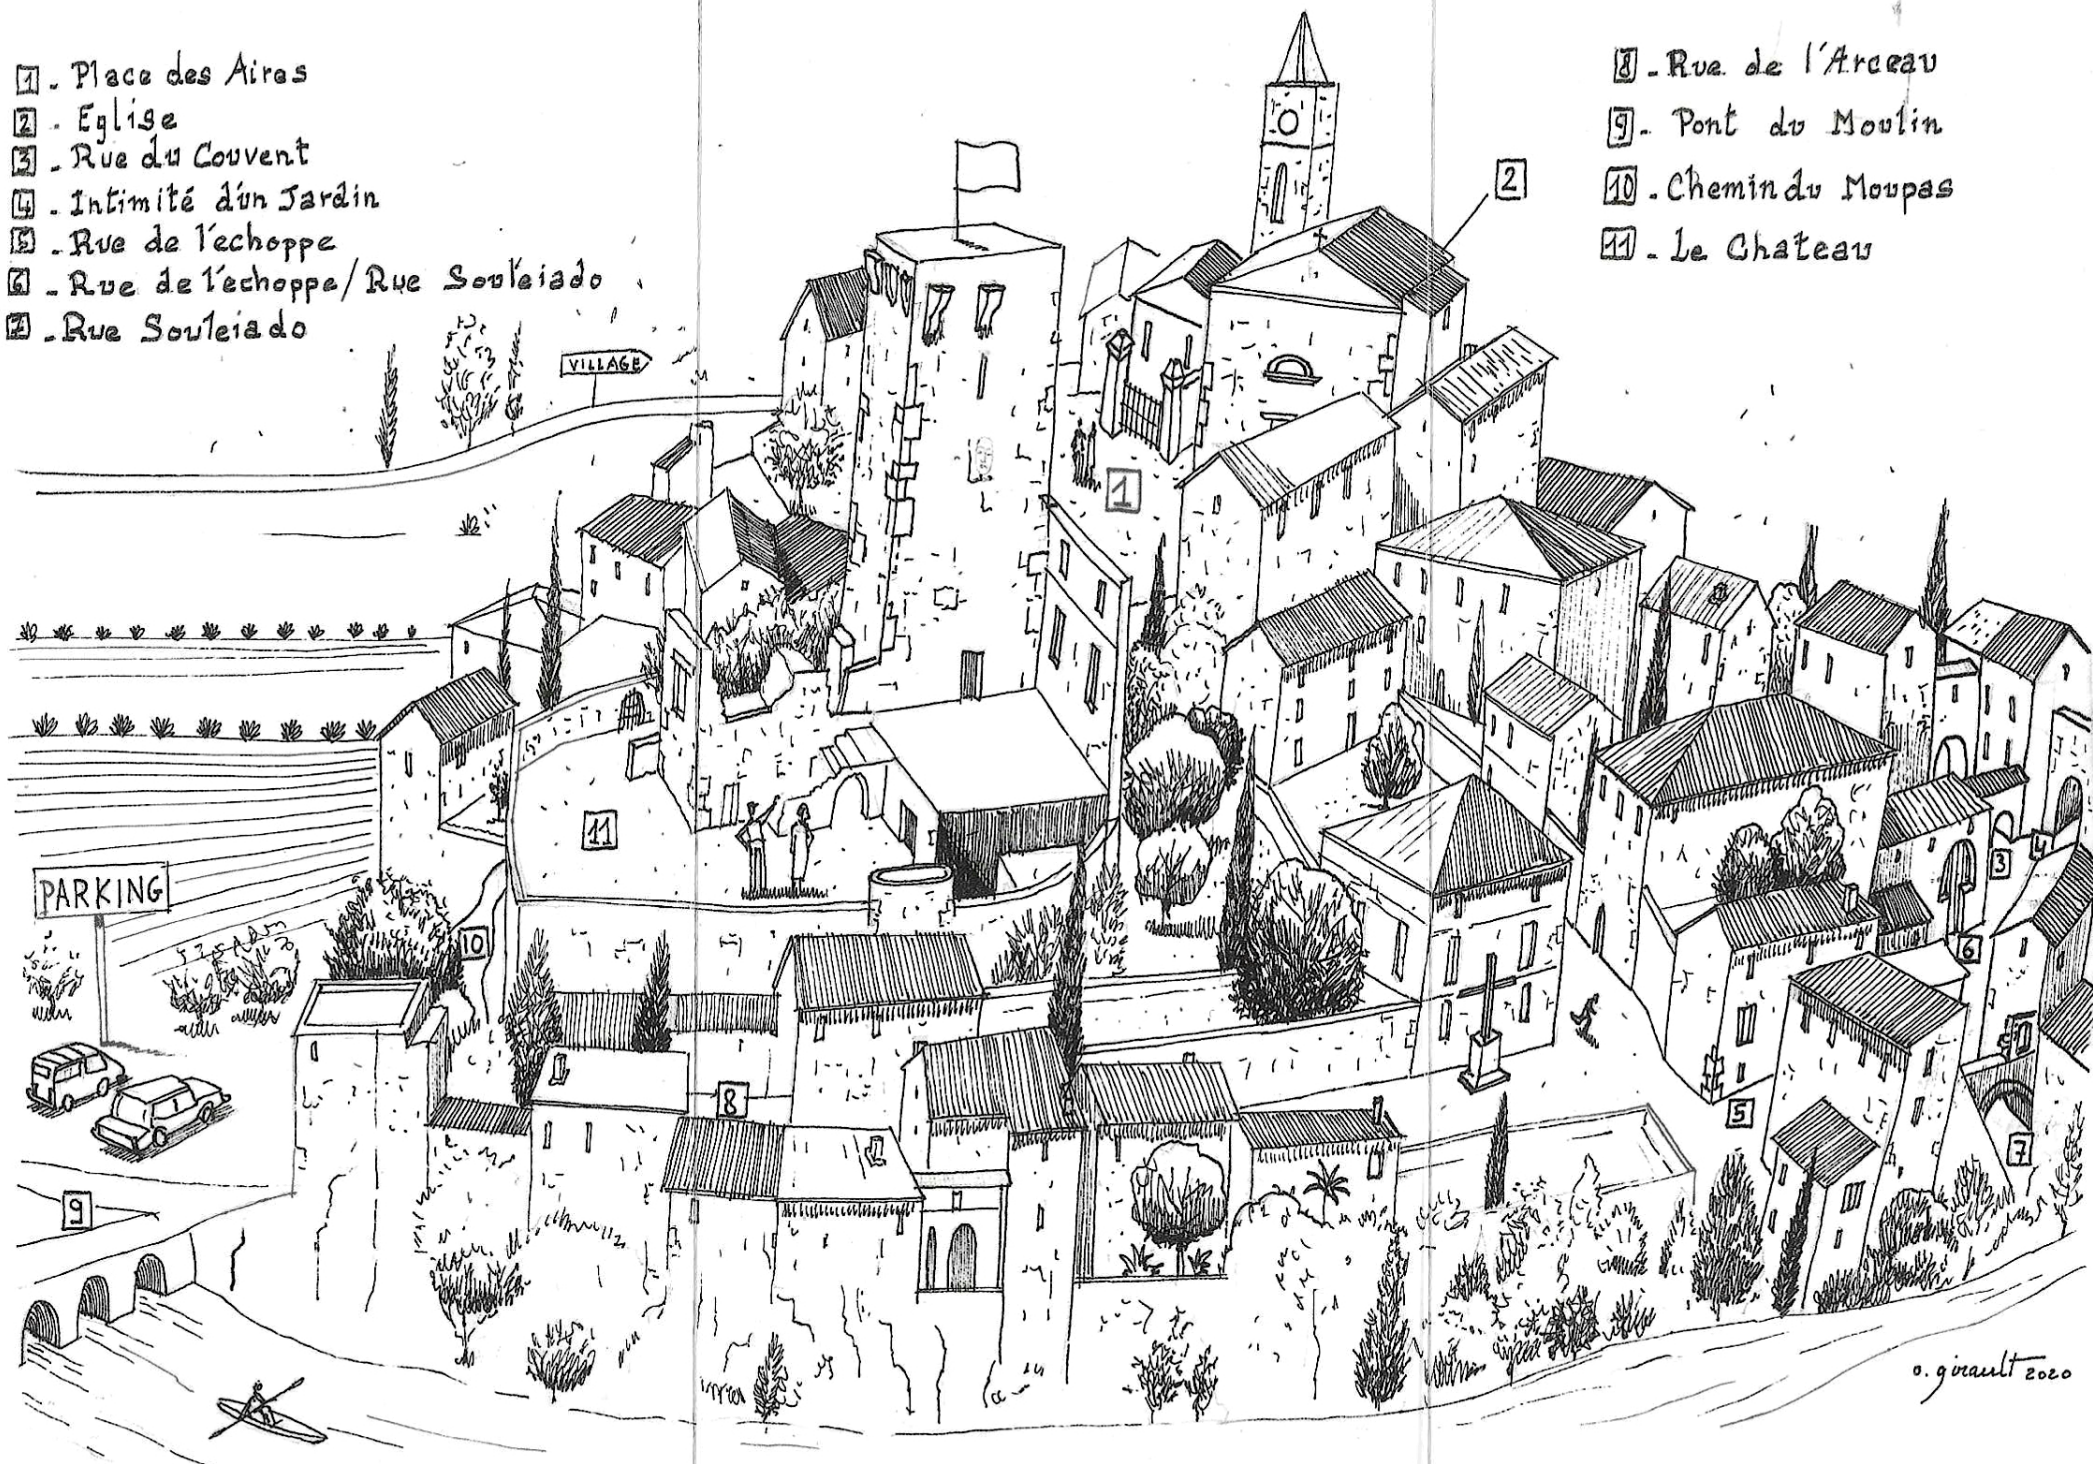 1 - Place des Aires
2 - Eglise
3 - Rue du Couvent
4 - Intimité d'un Jardin
5 - Rue de l'echoppe
6 - Rue de l'echoppe/Rue Souleiado
7 - Rue Souleiado
8 - Rue de l'Arceau
9 - Pont du Moulin
10 - Chemin du Moupas
11 - Le Chateau
2
VILLAGE
1
11
3
4
PARKING
10
6
8
5
7
9
o. girault 2020